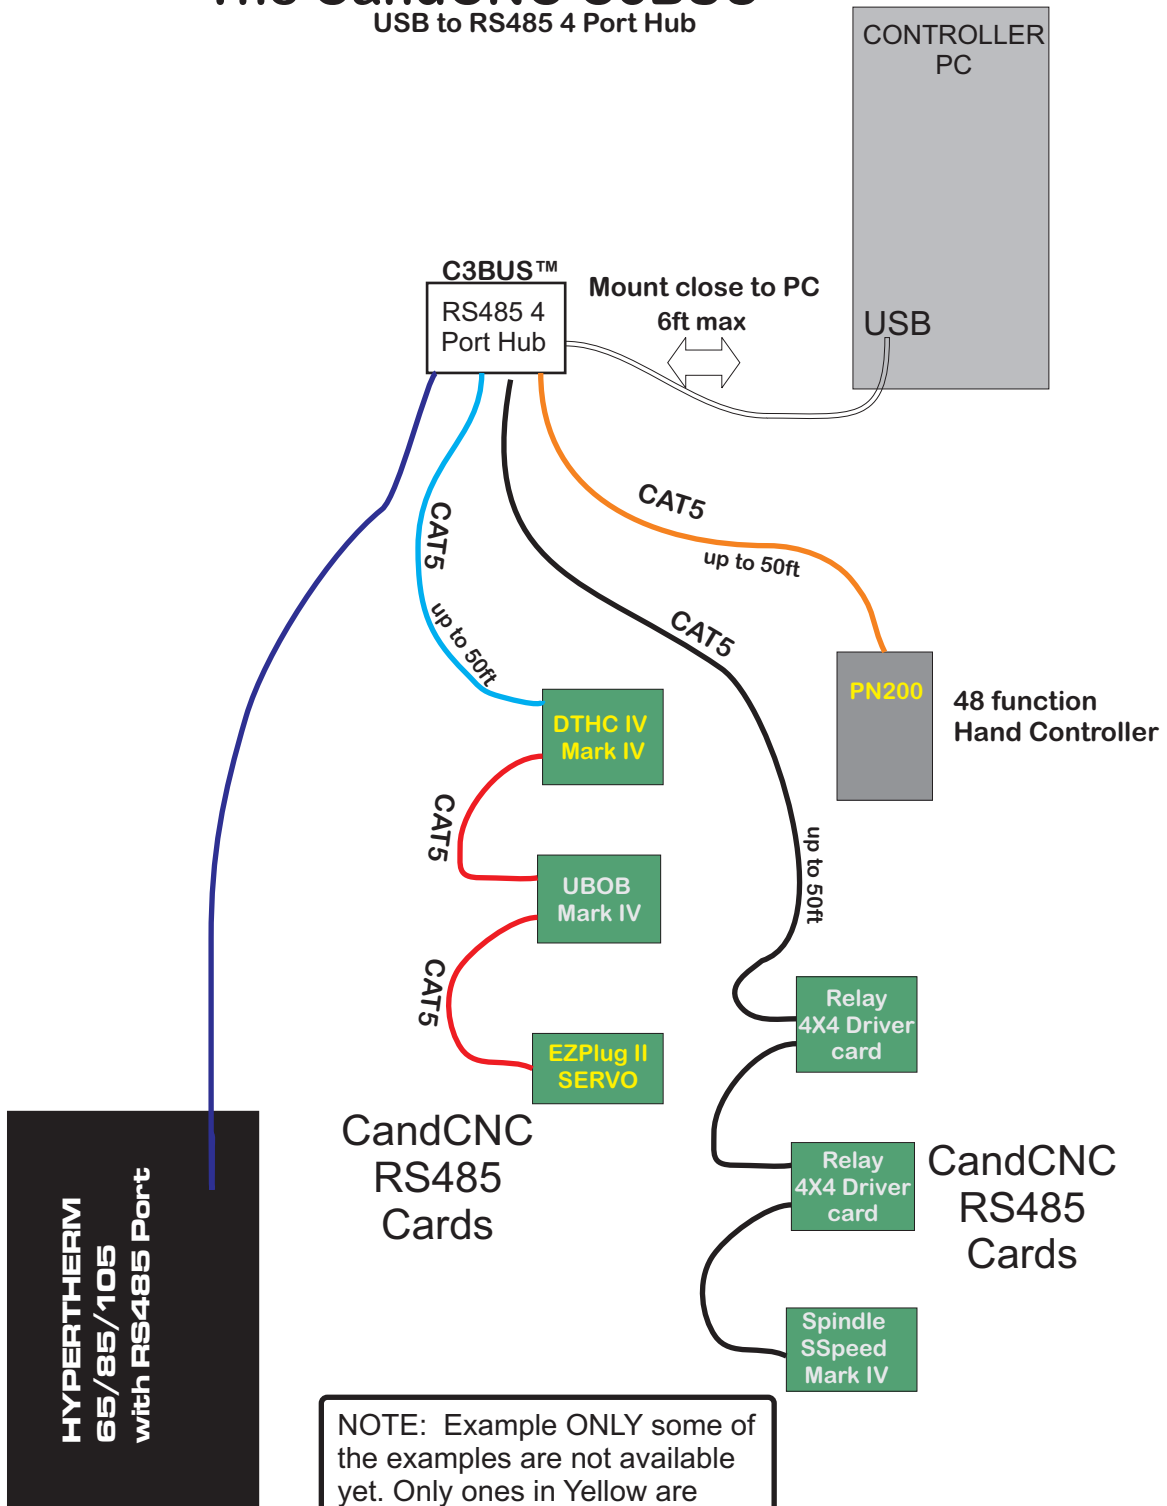 The CandCNC C3BUS
USB to RS485 4 Port Hub
CONTROLLER
PC
C3BUS™
RS485 4
Port Hub
Mount close to PC
6ft max
USB
CAT5
up to 50ft
CAT5
up to 50ft
CAT5
up to 50ft
PN200
48 function
Hand Controller
DTHC IV
Mark IV
CAT5
UBOB
Mark IV
CAT5
EZPlug II
SERVO
CandCNC
RS485
Cards
Relay
4X4 Driver
card
Relay
4X4 Driver
card
CandCNC
RS485
Cards
Spindle
SSpeed
Mark IV
HYPERTHERM
65/85/105
with RS485 Port
NOTE: Example ONLY some of
the examples are not available
yet. Only ones in Yellow are